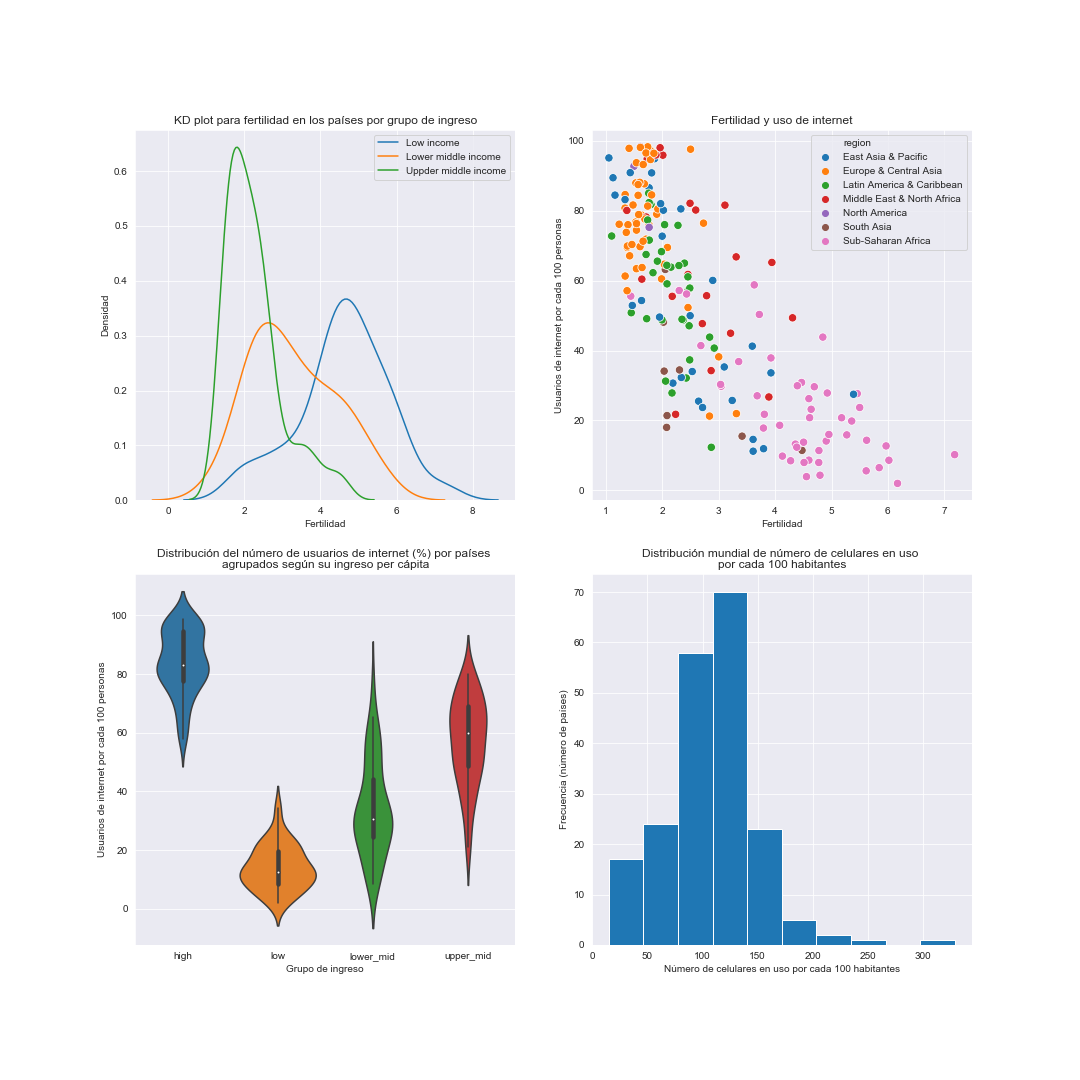 KD plot para fertilidad en los países por grupo de ingreso
Low income
Lower middle income
Uppder middle income
Densidad
0.6
0.5
0.4
0.3
0.2
0.1
0.0
0 2 4 6 8
Fertilidad
Fertilidad y uso de internet
region
East Asia & Pacific
Europe & Central Asia
Latin America & Caribbean
Middle East & North Africa
North America
South Asia
Sub-Saharan Africa
Usuarios de internet por cada 100 personas
100
80
60
40
20
0
1 2 3 4 5 6 7
Fertilidad
Distribución del número de usuarios de internet (%) por países
agrupados según su ingreso per cápita
Usuarios de internet por cada 100 personas
100
80
60
40
20
0
high low lower_mid upper_mid
Grupo de ingreso
Distribución mundial de número de celulares en uso
por cada 100 habitantes
Frecuencia (número de países)
70
60
50
40
30
20
10
0
0 50 100 150 200 250 300
Número de celulares en uso por cada 100 habitantes